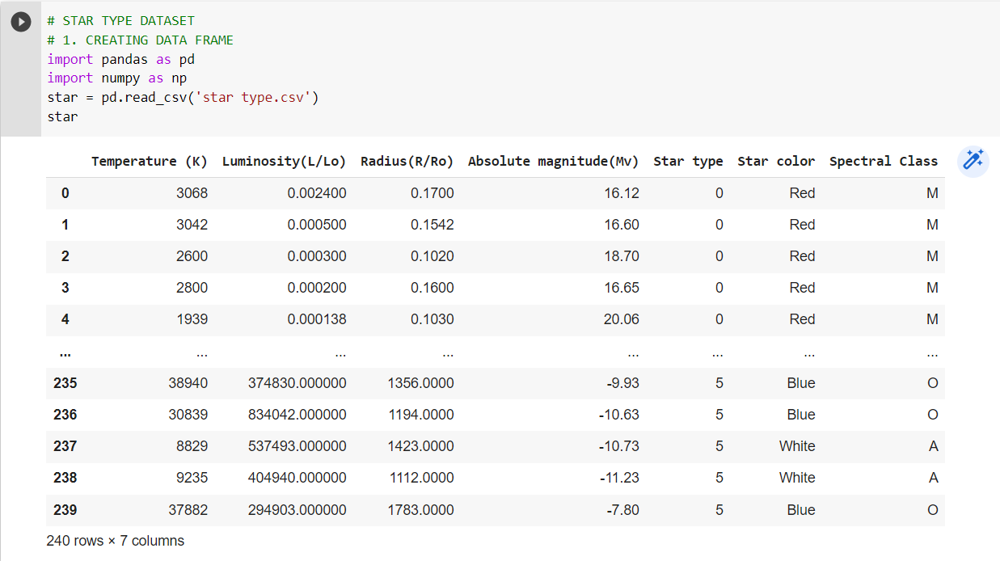 # STAR TYPE DATASET
# 1. CREATING DATA FRAME
import pandas as pd
import numpy as np
star = pd.read_csv('star type.csv')
star
Temperature (K) Luminosity(L/Lo) Radius(R/Ro) Absolute magnitude(Mv) Star type Star color Spectral Class
0 3068 0.002400 0.1700 16.12 0 Red M
1 3042 0.000500 0.1542 16.60 0 Red M
2 2600 0.000300 0.1020 18.70 0 Red M
3 2800 0.000200 0.1600 16.65 0 Red M
4 1939 0.000138 0.1030 20.06 0 Red M
... ... ... ... ... ... ... ...
235 38940 374830.000000 1356.0000 -9.93 5 Blue O
236 30839 834042.000000 1194.0000 -10.63 5 Blue O
237 8829 537493.000000 1423.0000 -10.73 5 White A
238 9235 404940.000000 1112.0000 -11.23 5 White A
239 37882 294903.000000 1783.0000 -7.80 5 Blue O
240 rows × 7 columns